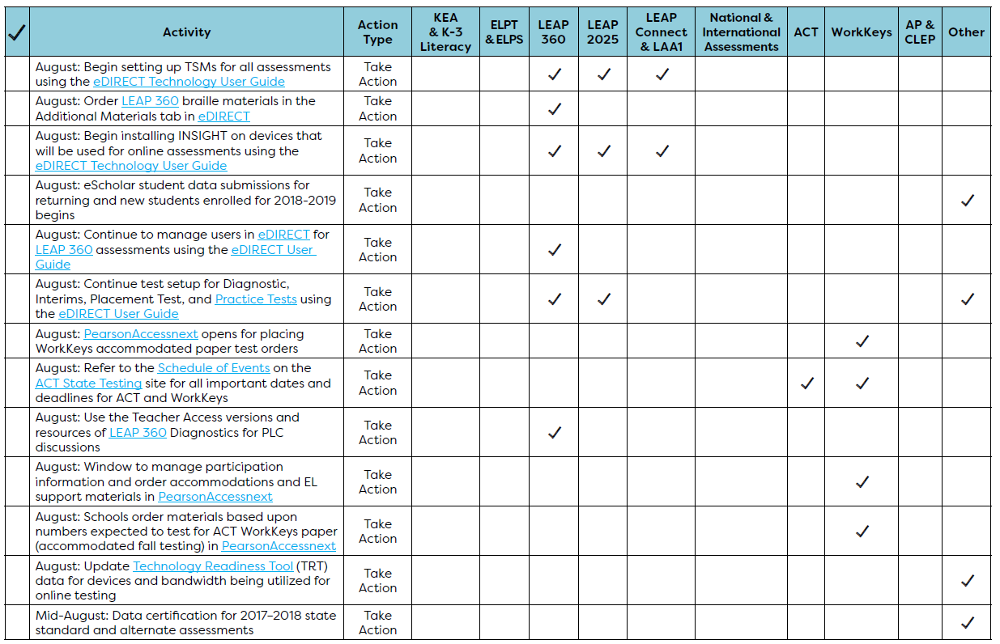 ✓
Activity
Action
Type
KEA
& K-3
Literacy
ELPT
& ELPS
LEAP
360
LEAP
2025
LEAP
Connect
& LAA1
National &
International
Assessments
ACT
WorkKeys
AP &
CLEP
Other
August: Begin setting up TSMs for all assessments
using the eDIRECT Technology User Guide
Take
Action
✓ ✓ ✓
August: Order LEAP 360 braille materials in the
Additional Materials tab in eDIRECT
Take
Action
✓
August: Begin installing INSIGHT on devices that
will be used for online assessments using the
eDIRECT Technology User Guide
Take
Action
✓ ✓ ✓
August: eScholar student data submissions for
returning and new students enrolled for 2018-2019
begins
Take
Action
✓
August: Continue to manage users in eDIRECT for
LEAP 360 assessments using the eDIRECT User
Guide
Take
Action
✓
August: Continue test setup for Diagnostic,
Interims, Placement Test, and Practice Tests using
the eDIRECT User Guide
Take
Action
✓ ✓ ✓
August: PearsonAccessnext opens for placing
WorkKeys accommodated paper test orders
Take
Action
✓
August: Refer to the Schedule of Events on the
ACT State Testing site for all important dates and
deadlines for ACT and WorkKeys
Take
Action
✓ ✓
August: Use the Teacher Access versions and
resources of LEAP 360 Diagnostics for PLC
discussions
Take
Action
✓
August: Window to manage participation
information and order accommodations and EL
support materials in PearsonAccessnext
Take
Action
✓
August: Schools order materials based upon
numbers expected to test for ACT WorkKeys paper
(accommodated fall testing) in PearsonAccessnext
Take
Action
✓
August: Update Technology Readiness Tool (TRT)
data for devices and bandwidth being utilized for
online testing
Take
Action
✓
Mid-August: Data certification for 2017–2018 state
standard and alternate assessments
Take
Action
✓